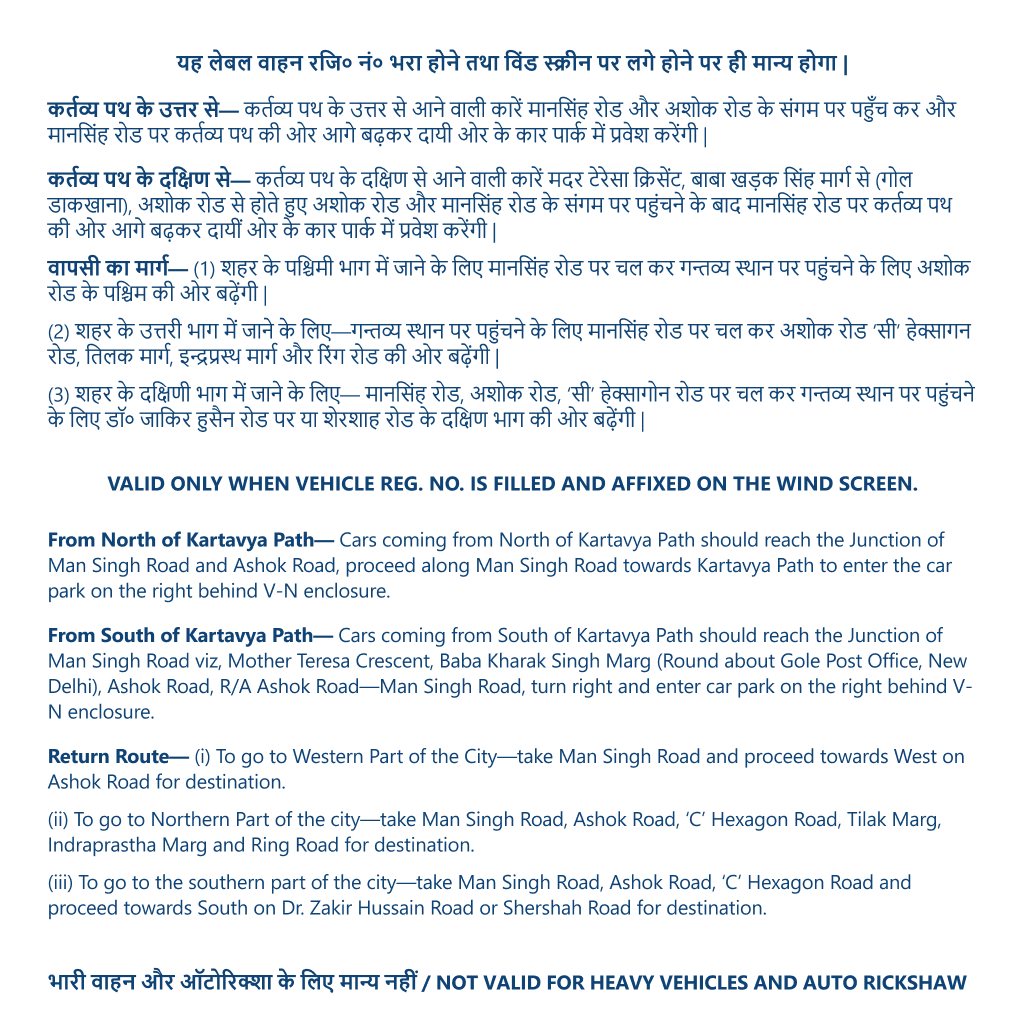 यह लेबल वाहन रजि० नं० भरा होने तथा विंड स्क्रीन पर लगे होने पर ही मान्य होगा |
कर्तव्य पथ के उत्तर से— कर्तव्य पथ के उत्तर से आने वाली कारें मानसिंह रोड और अशोक रोड के संगम पर पहुँच कर और
मानसिंह रोड पर कर्तव्य पथ की ओर आगे बढ़कर दायी ओर के कार पार्क में प्रवेश करेंगी |
कर्तव्य पथ के दक्षिण से— कर्तव्य पथ के दक्षिण से आने वाली कारें मदर टेरेसा क्रिसेंट, बाबा खड़क सिंह मार्ग से (गोल
डाकखाना), अशोक रोड से होते हुए अशोक रोड और मानसिंह रोड के संगम पर पहुंचने के बाद मानसिंह रोड पर कर्तव्य पथ
की ओर आगे बढ़कर दायीं ओर के कार पार्क में प्रवेश करेंगी |
वापसी का मार्ग— (1) शहर के पश्चिमी भाग में जाने के लिए मानसिंह रोड पर चल कर गन्तव्य स्थान पर पहुंचने के लिए अशोक
रोड के पश्चिम की ओर बढ़ेंगी |
(2) शहर के उत्तरी भाग में जाने के लिए—गन्तव्य स्थान पर पहुंचने के लिए मानसिंह रोड पर चल कर अशोक रोड ‘सी’ हेक्सागन
रोड, तिलक मार्ग, इन्द्रप्रस्थ मार्ग और रिंग रोड की ओर बढ़ेंगी |
(3) शहर के दक्षिणी भाग में जाने के लिए— मानसिंह रोड, अशोक रोड, ‘सी’ हेक्सागोन रोड पर चल कर गन्तव्य स्थान पर पहुंचने
के लिए डॉ० जाकिर हुसैन रोड पर या शेरशाह रोड के दक्षिण भाग की ओर बढ़ेंगी |
VALID ONLY WHEN VEHICLE REG. NO. IS FILLED AND AFFIXED ON THE WIND SCREEN.
From North of Kartavya Path— Cars coming from North of Kartavya Path should reach the Junction of
Man Singh Road and Ashok Road, proceed along Man Singh Road towards Kartavya Path to enter the car
park on the right behind V-N enclosure.
From South of Kartavya Path— Cars coming from South of Kartavya Path should reach the Junction of
Man Singh Road viz, Mother Teresa Crescent, Baba Kharak Singh Marg (Round about Gole Post Office, New
Delhi), Ashok Road, R/A Ashok Road—Man Singh Road, turn right and enter car park on the right behind V-
N enclosure.
Return Route— (i) To go to Western Part of the City—take Man Singh Road and proceed towards West on
Ashok Road for destination.
(ii) To go to Northern Part of the city—take Man Singh Road, Ashok Road, ‘C’ Hexagon Road, Tilak Marg,
Indraprastha Marg and Ring Road for destination.
(iii) To go to the southern part of the city—take Man Singh Road, Ashok Road, ‘C’ Hexagon Road and
proceed towards South on Dr. Zakir Hussain Road or Shershah Road for destination.
भारी वाहन और ऑटोरिक्शा के लिए मान्य नहीं / NOT VALID FOR HEAVY VEHICLES AND AUTO RICKSHAW